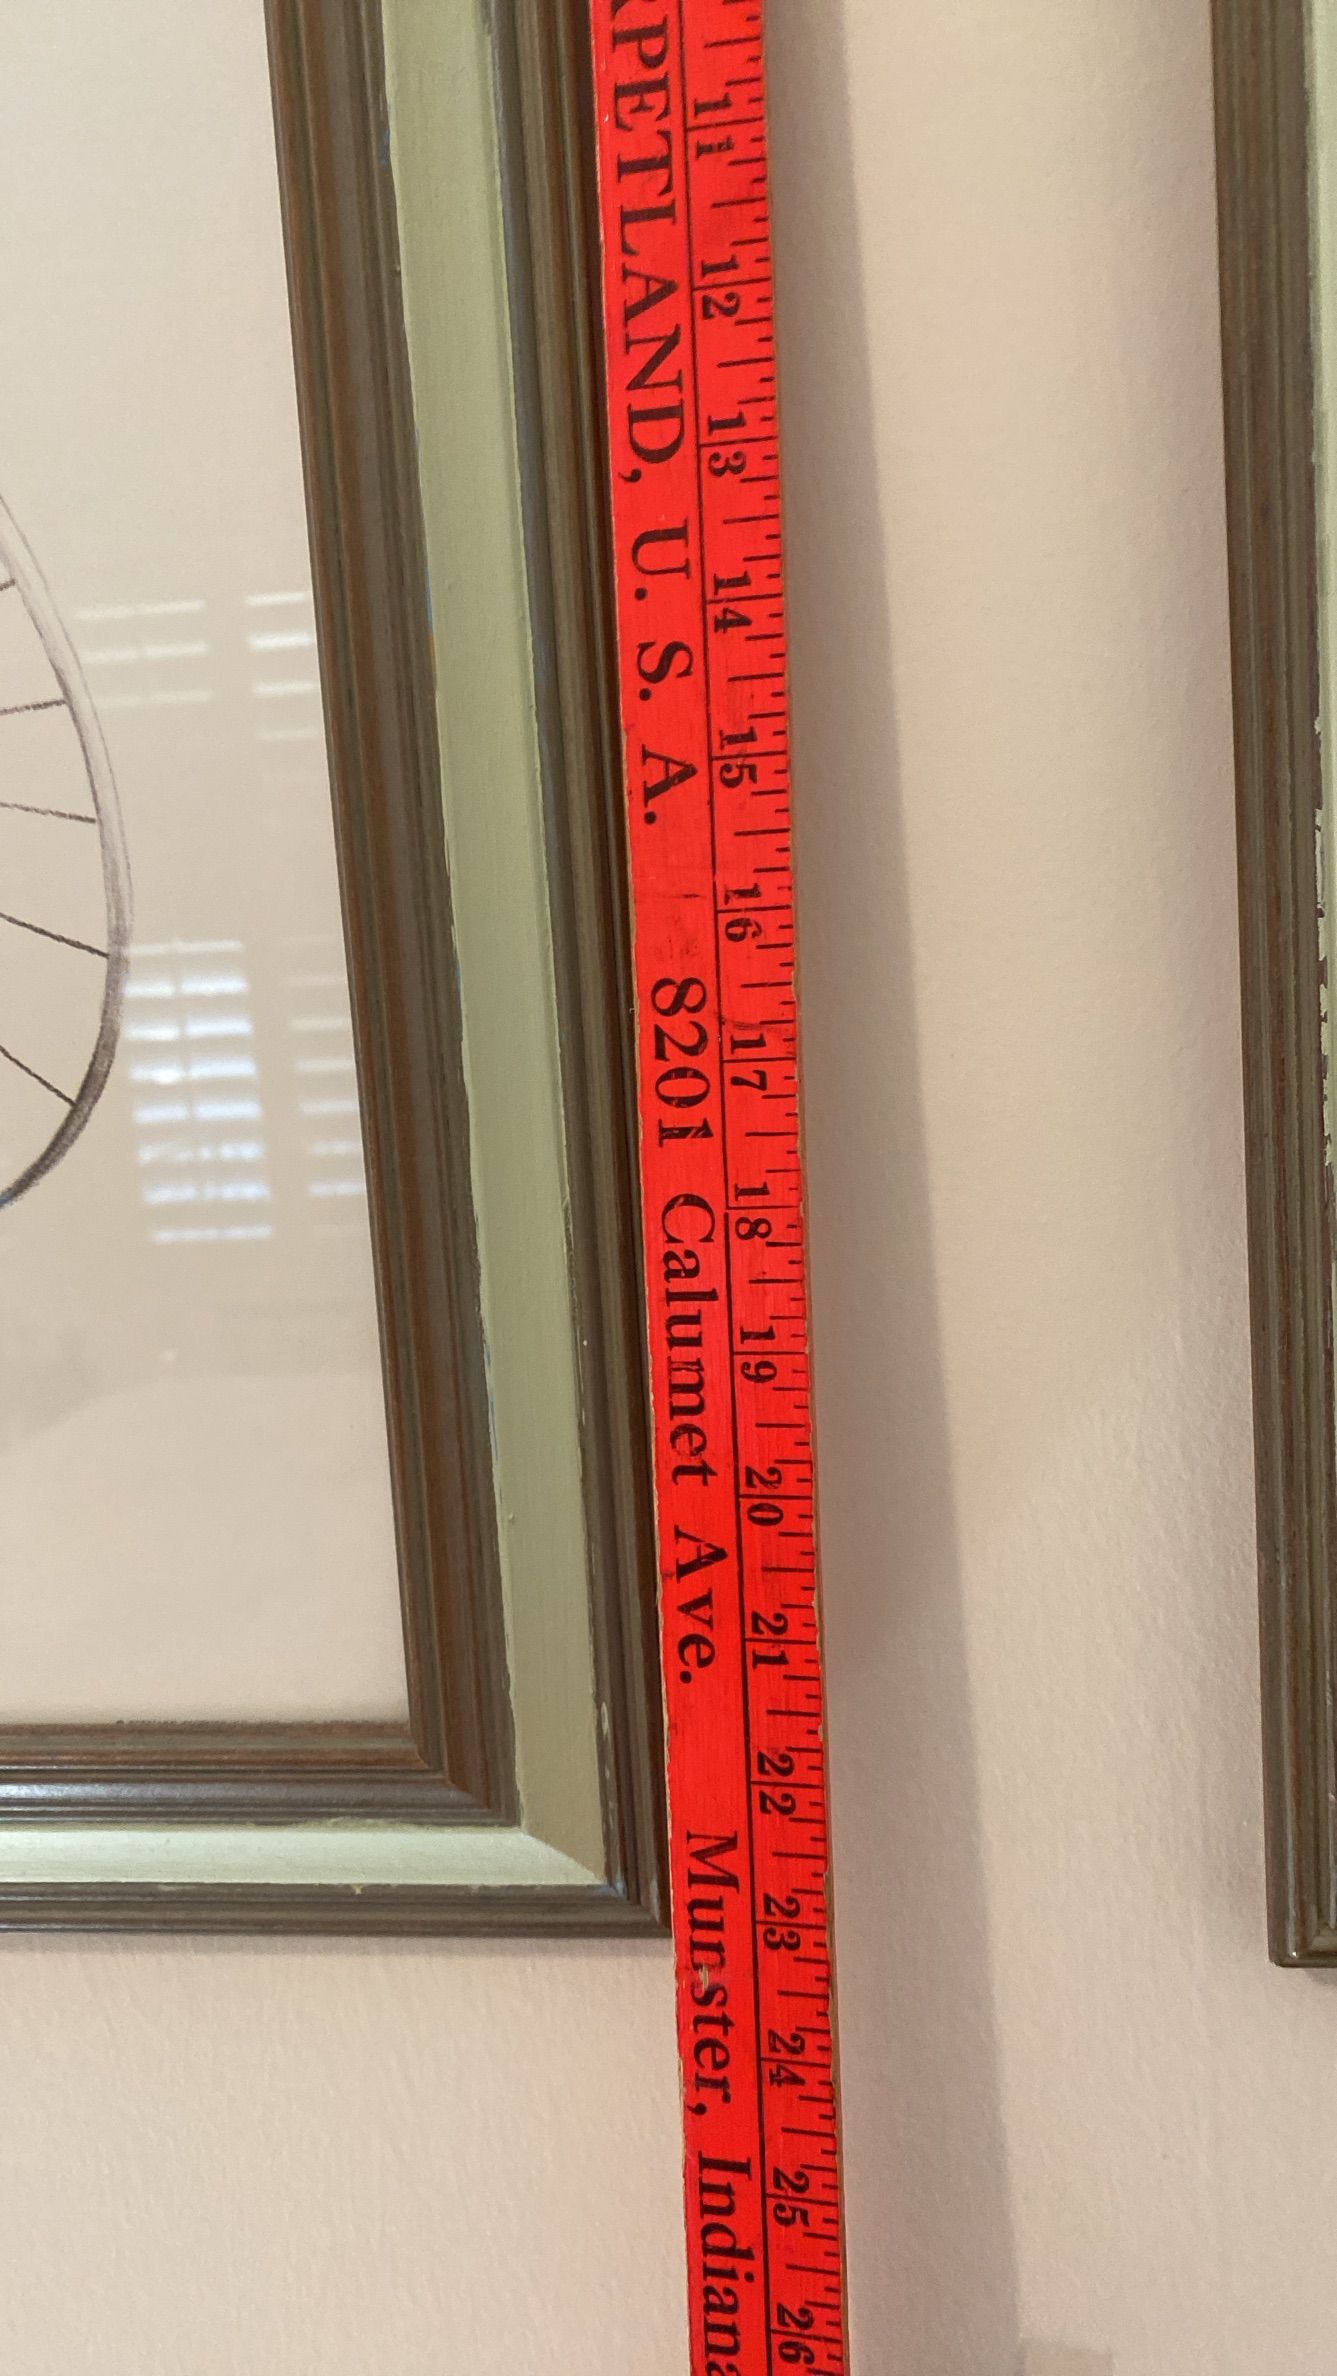 RPETLAND, U. S. A. 8201 Calumet Ave. Munster, Indiana
11 12 13 14 15 16 17 18 19 20 21 22 23 24 25 26